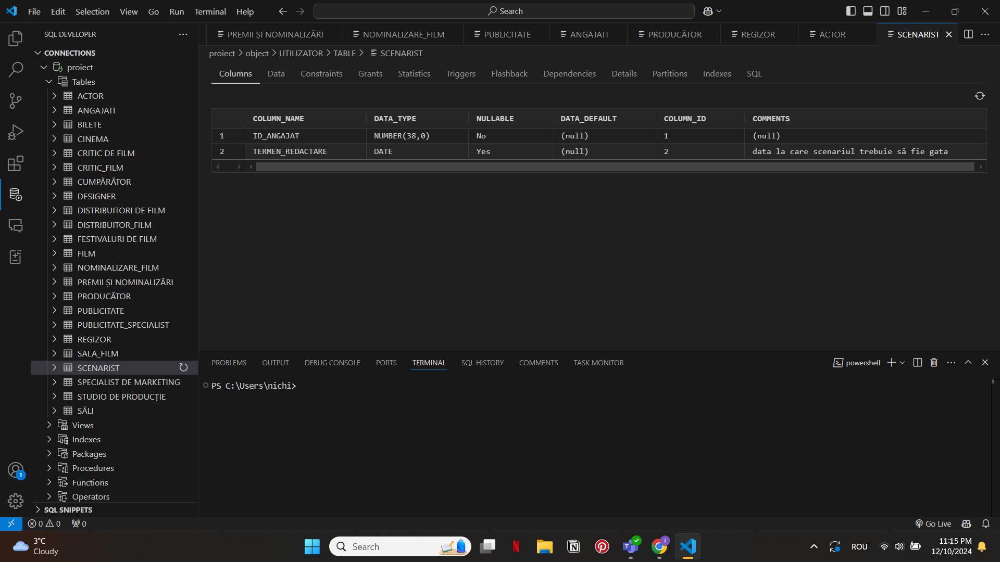 File Edit Selection View Go Run Terminal Help
Search
SQL DEVELOPER
CONNECTIONS
proiect
Tables
ACTOR
ANGAJATI
BILETE
CINEMA
CRITIC DE FILM
CRITIC_FILM
CUMPĂRĂTOR
DESIGNER
DISTRIBUITORI DE FILM
DISTRIBUITOR_FILM
FESTIVALURI DE FILM
FILM
NOMINALIZARE_FILM
PREMII ȘI NOMINALIZĂRI
PRODUCĂTOR
PUBLICITATE
PUBLICITATE_SPECIALIST
REGIZOR
SALA_FILM
SCENARIST
SPECIALIST DE MARKETING
STUDIO DE PRODUCȚIE
SĂLI
Views
Indexes
Packages
Procedures
Functions
Operators
SQL SNIPPETS
PREMII ȘI NOMINALIZĂRI NOMINALIZARE_FILM PUBLICITATE ANGAJATI PRODUCĂTOR REGIZOR ACTOR SCENARIST
proiect > object > UTILIZATOR > TABLE > SCENARIST
Columns Data Constraints Grants Statistics Triggers Flashback Dependencies Details Partitions Indexes SQL
COLUMN_NAME DATA_TYPE NULLABLE DATA_DEFAULT COLUMN_ID COMMENTS
1 ID_ANGAJAT NUMBER(38,0) No (null) 1 (null)
2 TERMEN_REDACTARE DATE Yes (null) 2 data la care scenariul trebuie să fie gata
PROBLEMS OUTPUT DEBUG CONSOLE PORTS TERMINAL SQL HISTORY COMMENTS TASK MONITOR
powershell
PS C:\Users\nichi>
1
0 0 0
Go Live
3°C
Cloudy
Search
N
T
I
ROU
11:15 PM
12/10/2024